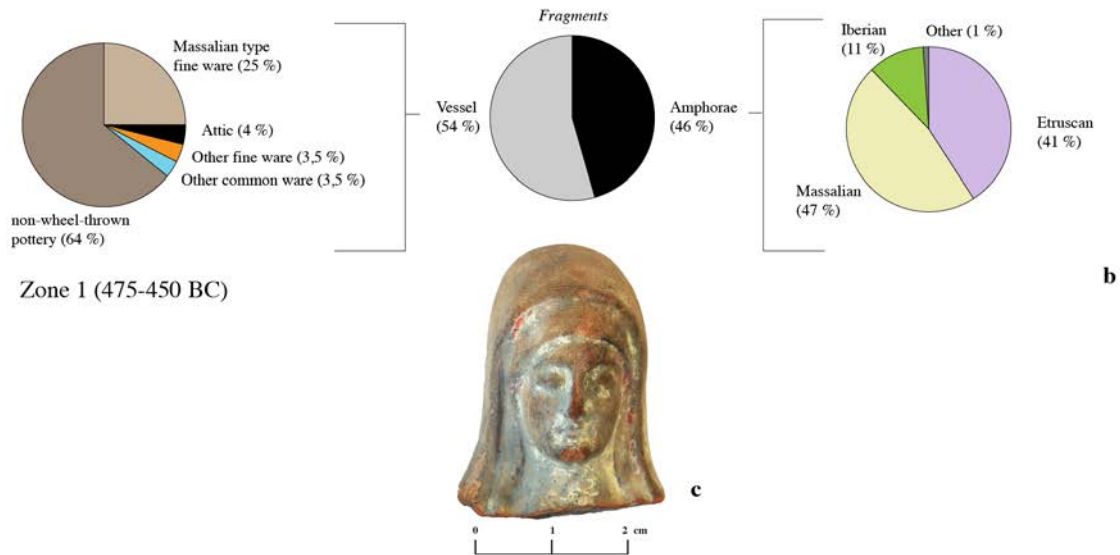 Fragments
Massalian type
fine ware (25 %)
Attic (4 %)
Other fine ware (3,5 %)
Other common ware (3,5 %)
non-wheel-thrown
pottery (64 %)
Vessel
(54 %)
Amphorae
(46 %)
Iberian
(11 %)
Other (1 %)
Etruscan
(41 %)
Massalian
(47 %)
Zone 1 (475-450 BC)
b
c
0 1 2 cm